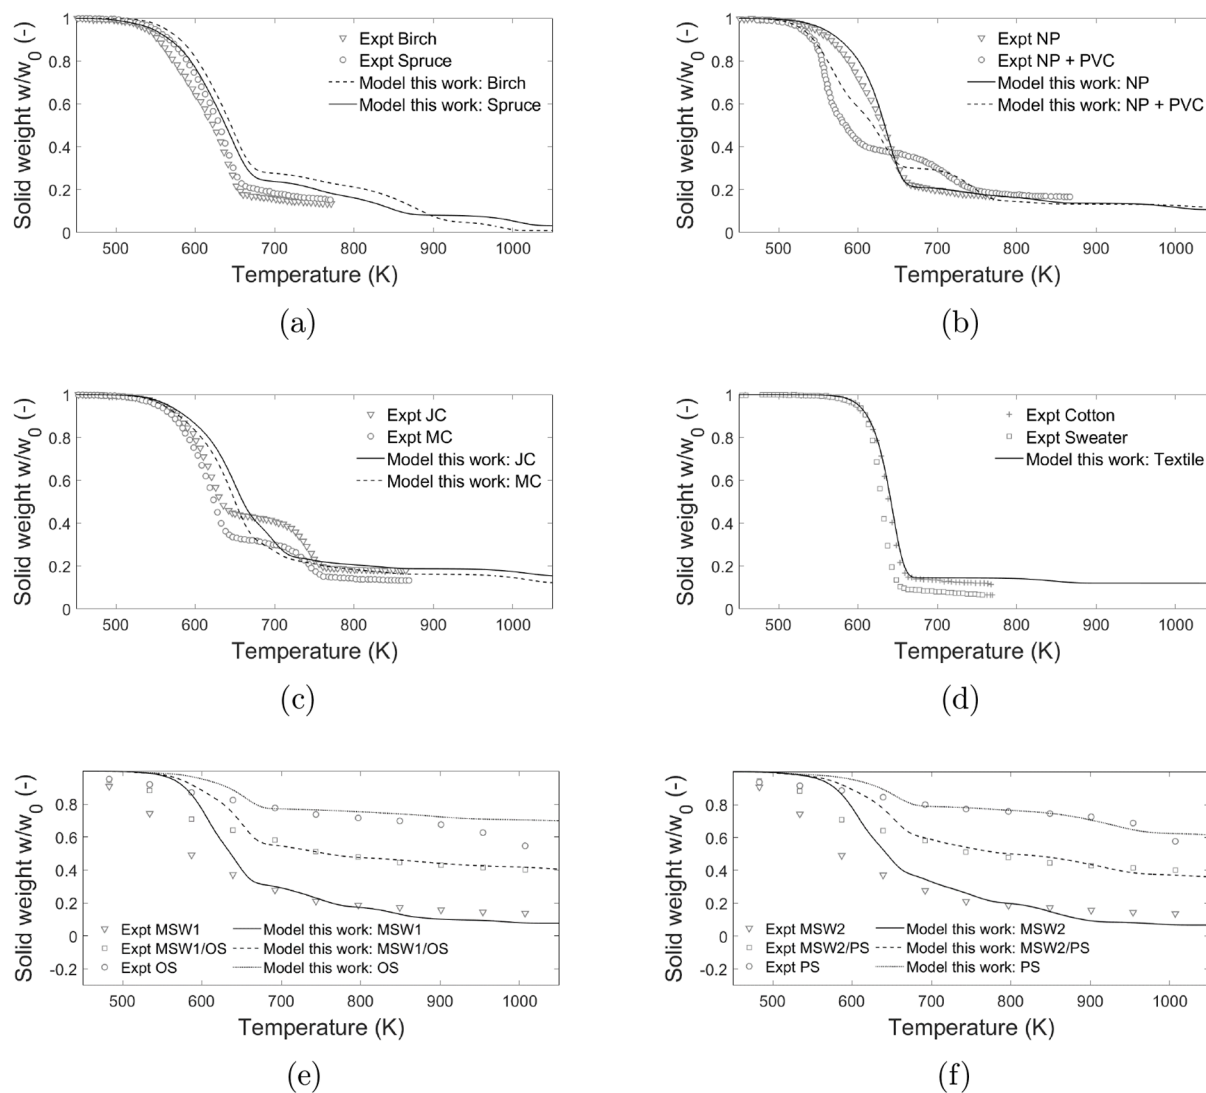 Solid weight w/w0 (-)
1
0.8
0.6
0.4
0.2
0
Expt Birch
Expt Spruce
Model this work: Birch
Model this work: Spruce
500 600 700 800 900 1000
Temperature (K)
(a)
Solid weight w/w0 (-)
1
0.8
0.6
0.4
0.2
0
Expt NP
Expt NP + PVC
Model this work: NP
Model this work: NP + PVC
500 600 700 800 900 1000
Temperature (K)
(b)
Solid weight w/w0 (-)
1
0.8
0.6
0.4
0.2
0
Expt JC
Expt MC
Model this work: JC
Model this work: MC
500 600 700 800 900 1000
Temperature (K)
(c)
Solid weight w/w0 (-)
1
0.8
0.6
0.4
0.2
0
Expt Cotton
Expt Sweater
Model this work: Textile
500 600 700 800 900 1000
Temperature (K)
(d)
Solid weight w/w0 (-)
0.8
0.6
0.4
0.2
0
-0.2
Expt MSW1 Model this work: MSW1
Expt MSW1/OS Model this work: MSW1/OS
Expt OS Model this work: OS
500 600 700 800 900 1000
Temperature (K)
(e)
Solid weight w/w0 (-)
0.8
0.6
0.4
0.2
0
-0.2
Expt MSW2 Model this work: MSW2
Expt MSW2/PS Model this work: MSW2/PS
Expt PS Model this work: PS
500 600 700 800 900 1000
Temperature (K)
(f)